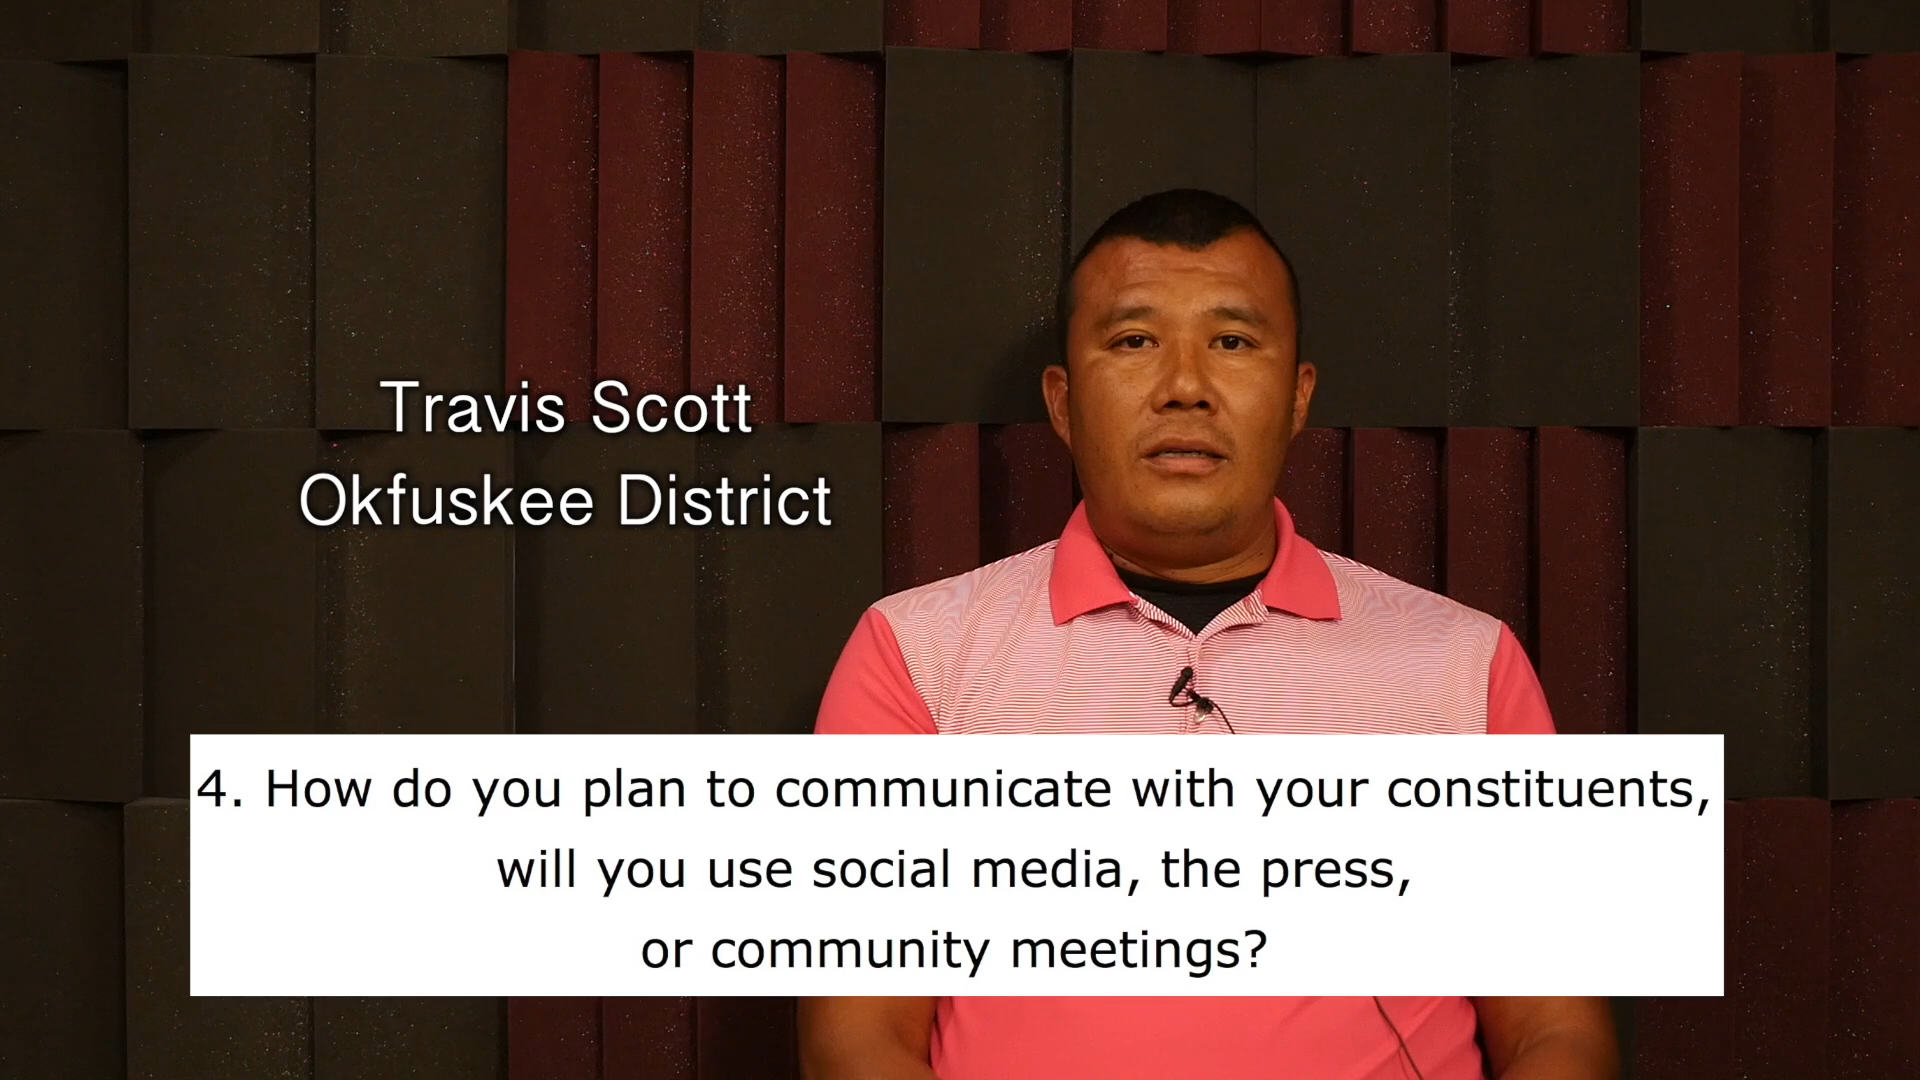 Travis Scott
Okfuskee District
4. How do you plan to communicate with your constituents,
will you use social media, the press,
or community meetings?